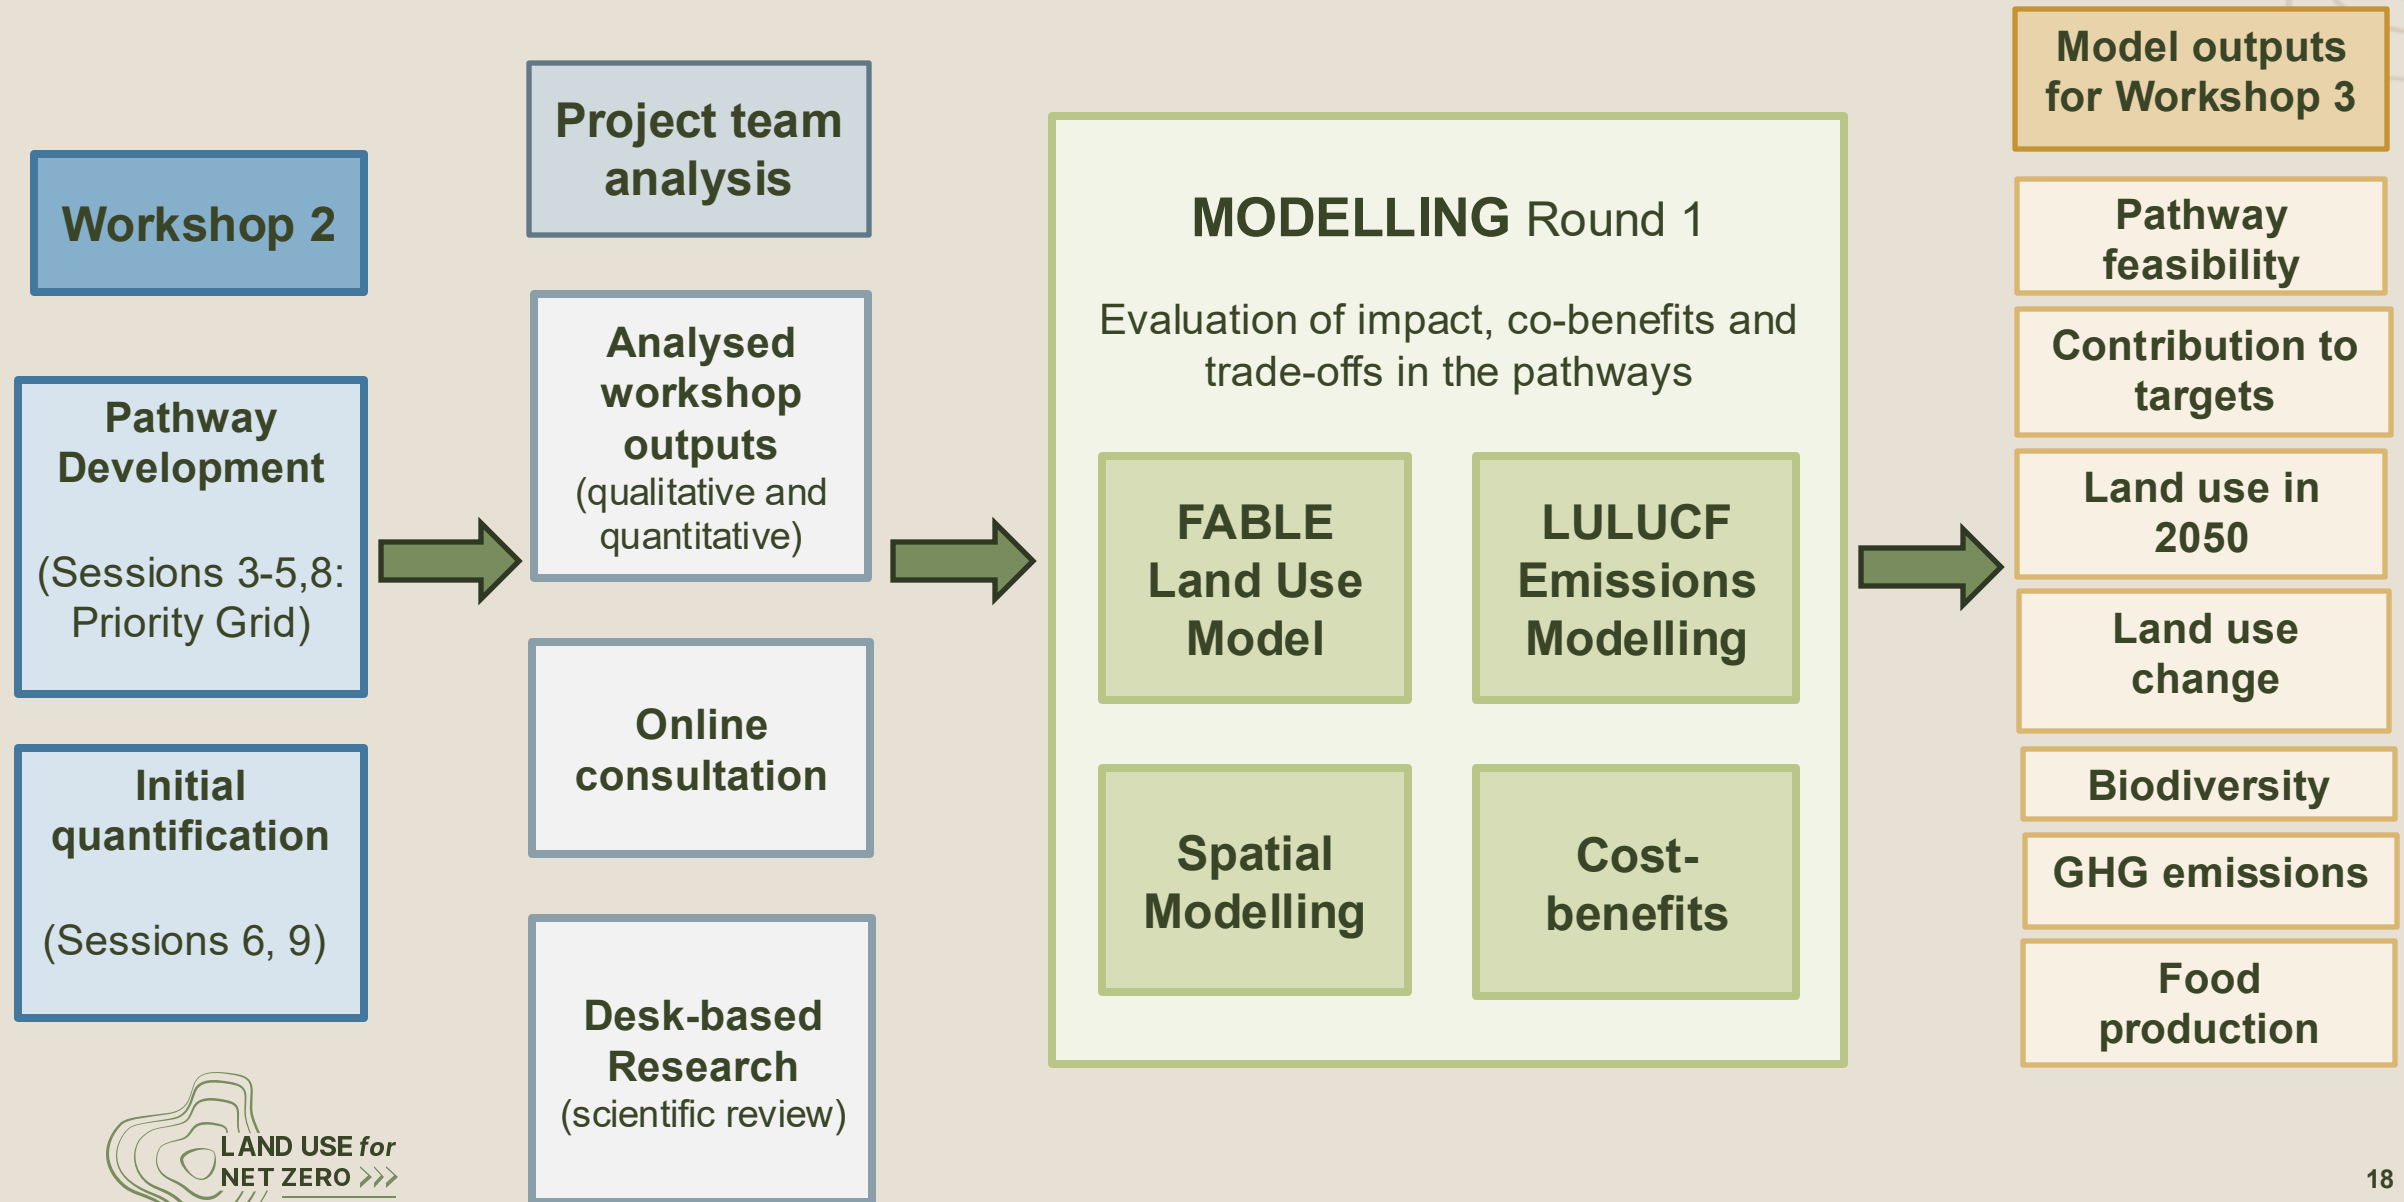 Workshop 2
Pathway
Development
(Sessions 3-5,8:
Priority Grid)
Initial
quantification
(Sessions 6, 9)
Project team
analysis
Analysed
workshop
outputs
(qualitative and
quantitative)
Online
consultation
Desk-based
Research
(scientific review)
MODELLING Round 1
Evaluation of impact, co-benefits and
trade-offs in the pathways
FABLE
Land Use
Model
LULUCF
Emissions
Modelling
Spatial
Modelling
Cost-
benefits
Model outputs
for Workshop 3
Pathway
feasibility
Contribution to
targets
Land use in
2050
Land use
change
Biodiversity
GHG emissions
Food
production
LAND USE for
NET ZERO >>>
18